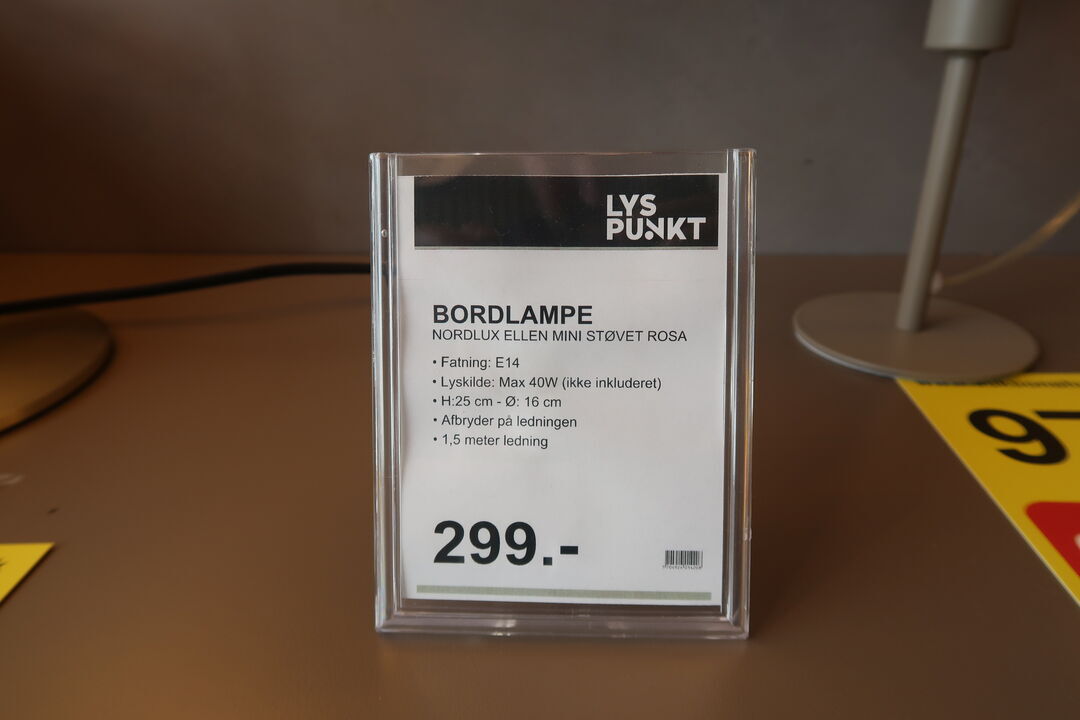 LYS
PUNKT
BORDLAMPE
NORDLUX ELLEN MINI STØVET ROSA
• Fatning: E14
• Lyskilde: Max 40W (ikke inkluderet)
• H:25 cm - Ø: 16 cm
• Afbryder på ledningen
• 1,5 meter ledning
299.-